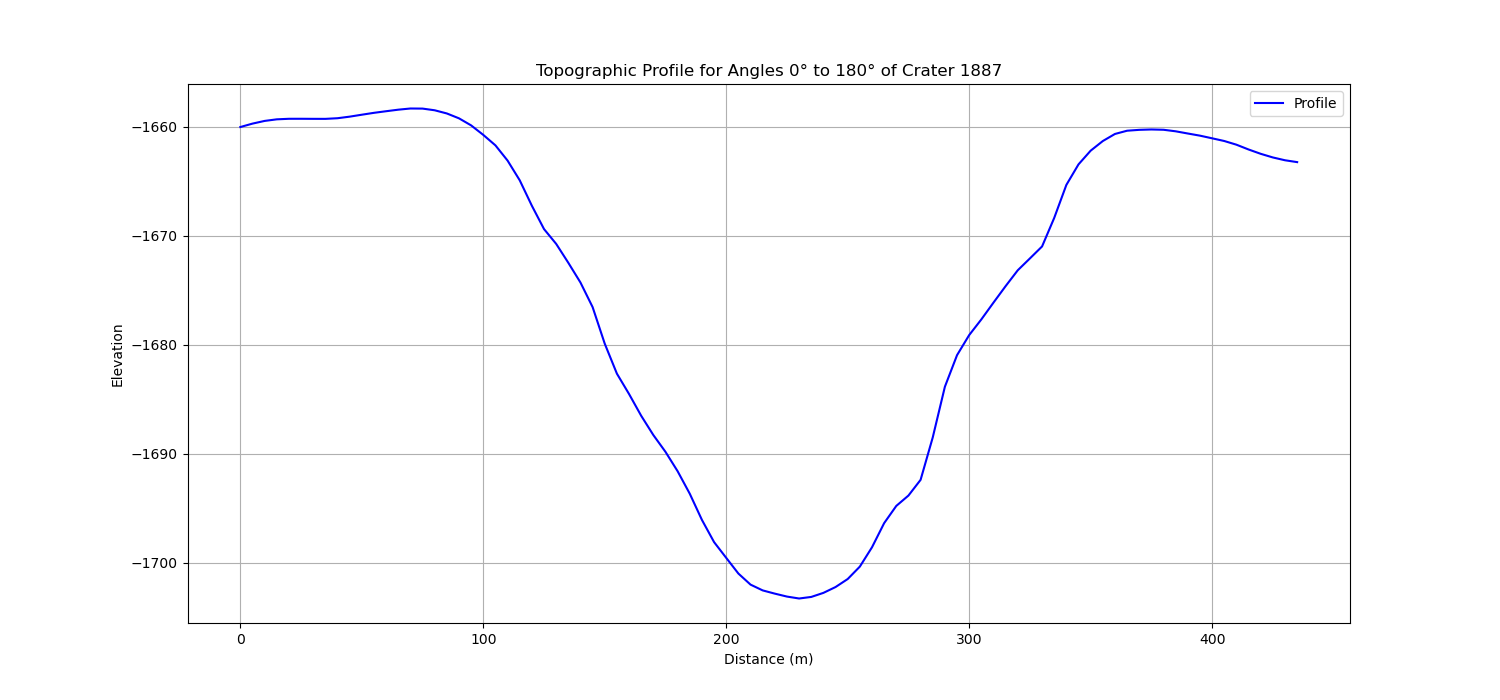 Topographic Profile for Angles 0° to 180° of Crater 1887
Profile
−1660
−1670
−1680
−1690
−1700
Elevation
0 100 200 300 400
Distance (m)